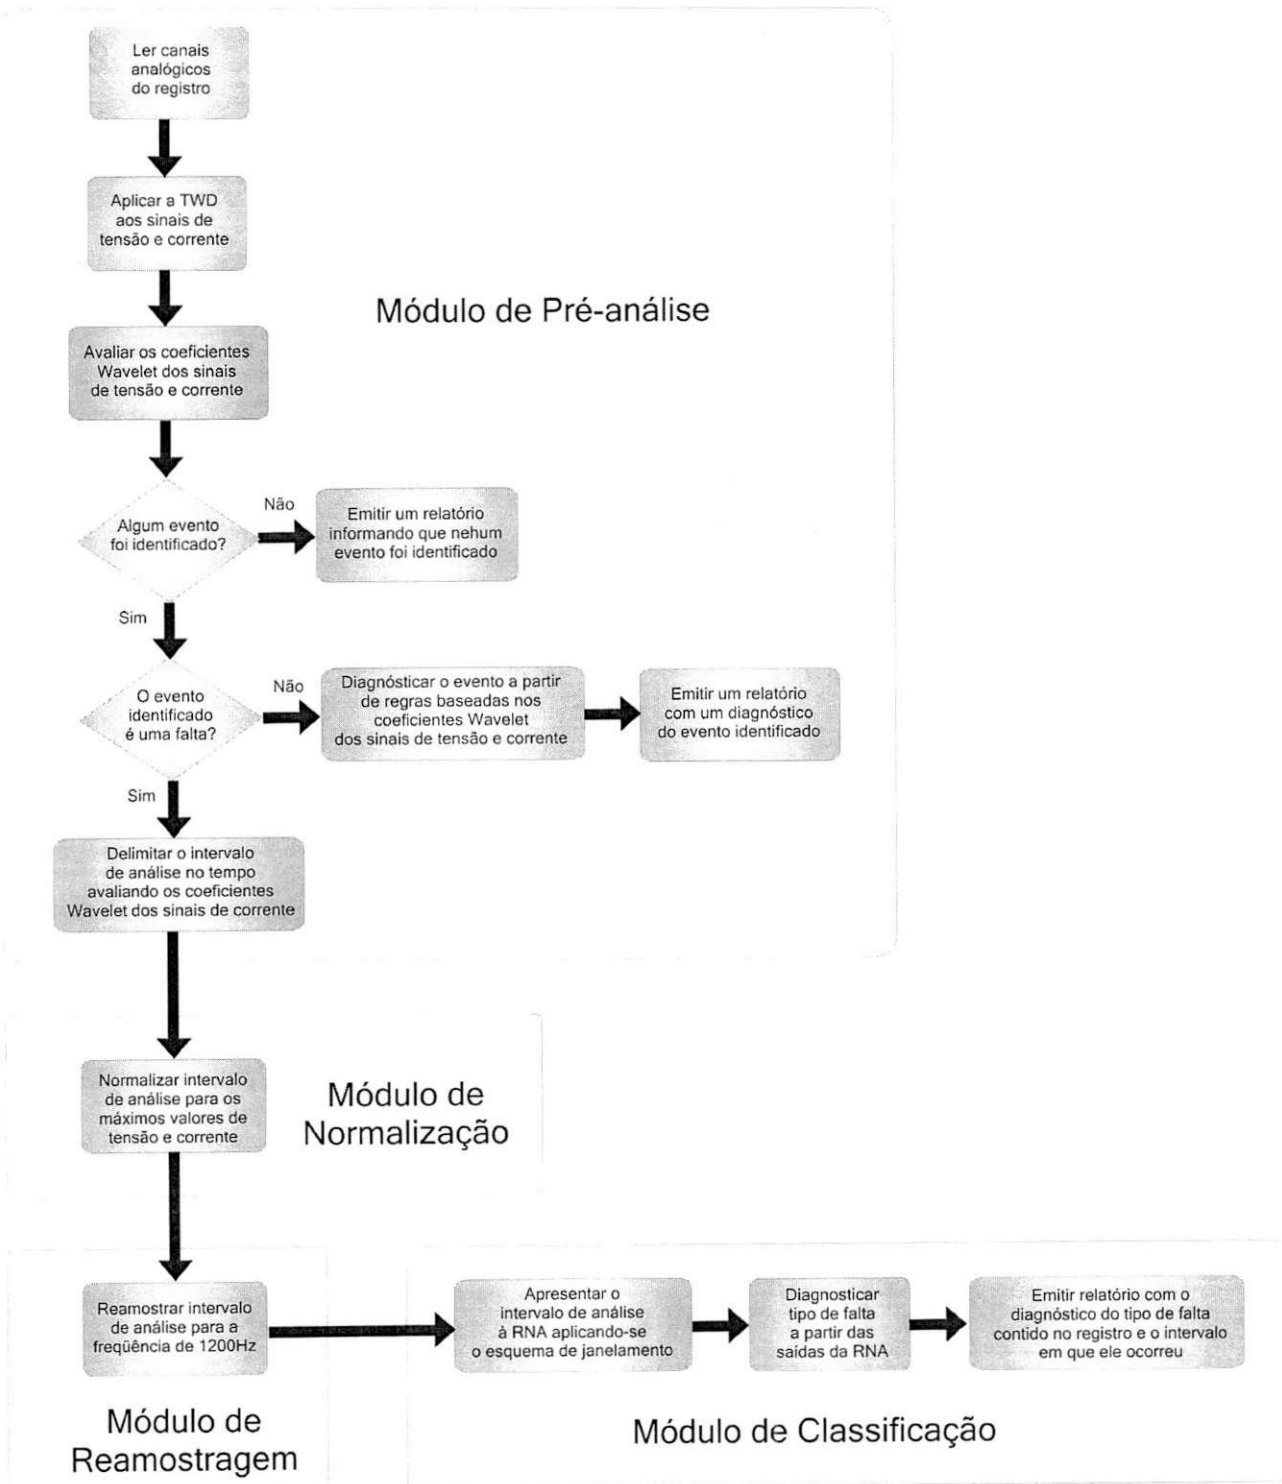 Ler canais
analógicos
do registro
Aplicar a TWD
aos sinais de
tensão e corrente
Módulo de Pré-análise
Avaliar os coeficientes
Wavelet dos sinais
de tensão e corrente
Algum evento
foi identificado?
Não
Emitir um relatório
informando que nehum
evento foi identificado
Sim
O evento
identificado
é uma falta?
Não
Diagnósticar o evento a partir
de regras baseadas nos
coeficientes Wavelet
dos sinais de tensão e corrente
Emitir um relatório
com um diagnóstico
do evento identificado
Sim
Delimitar o intervalo
de análise no tempo
avaliando os coeficientes
Wavelet dos sinais de corrente
Normalizar intervalo
de análise para os
máximos valores de
tensão e corrente
Módulo de
Normalização
Reamostrar intervalo
de análise para a
freqüência de 1200Hz
Módulo de
Reamostragem
Apresentar o
intervalo de análise
à RNA aplicando-se
o esquema de janelamento
Diagnosticar
tipo de falta
a partir das
saídas da RNA
Emitir relatório com o
diagnóstico do tipo de falta
contido no registro e o intervalo
em que ele ocorreu
Módulo de Classificação